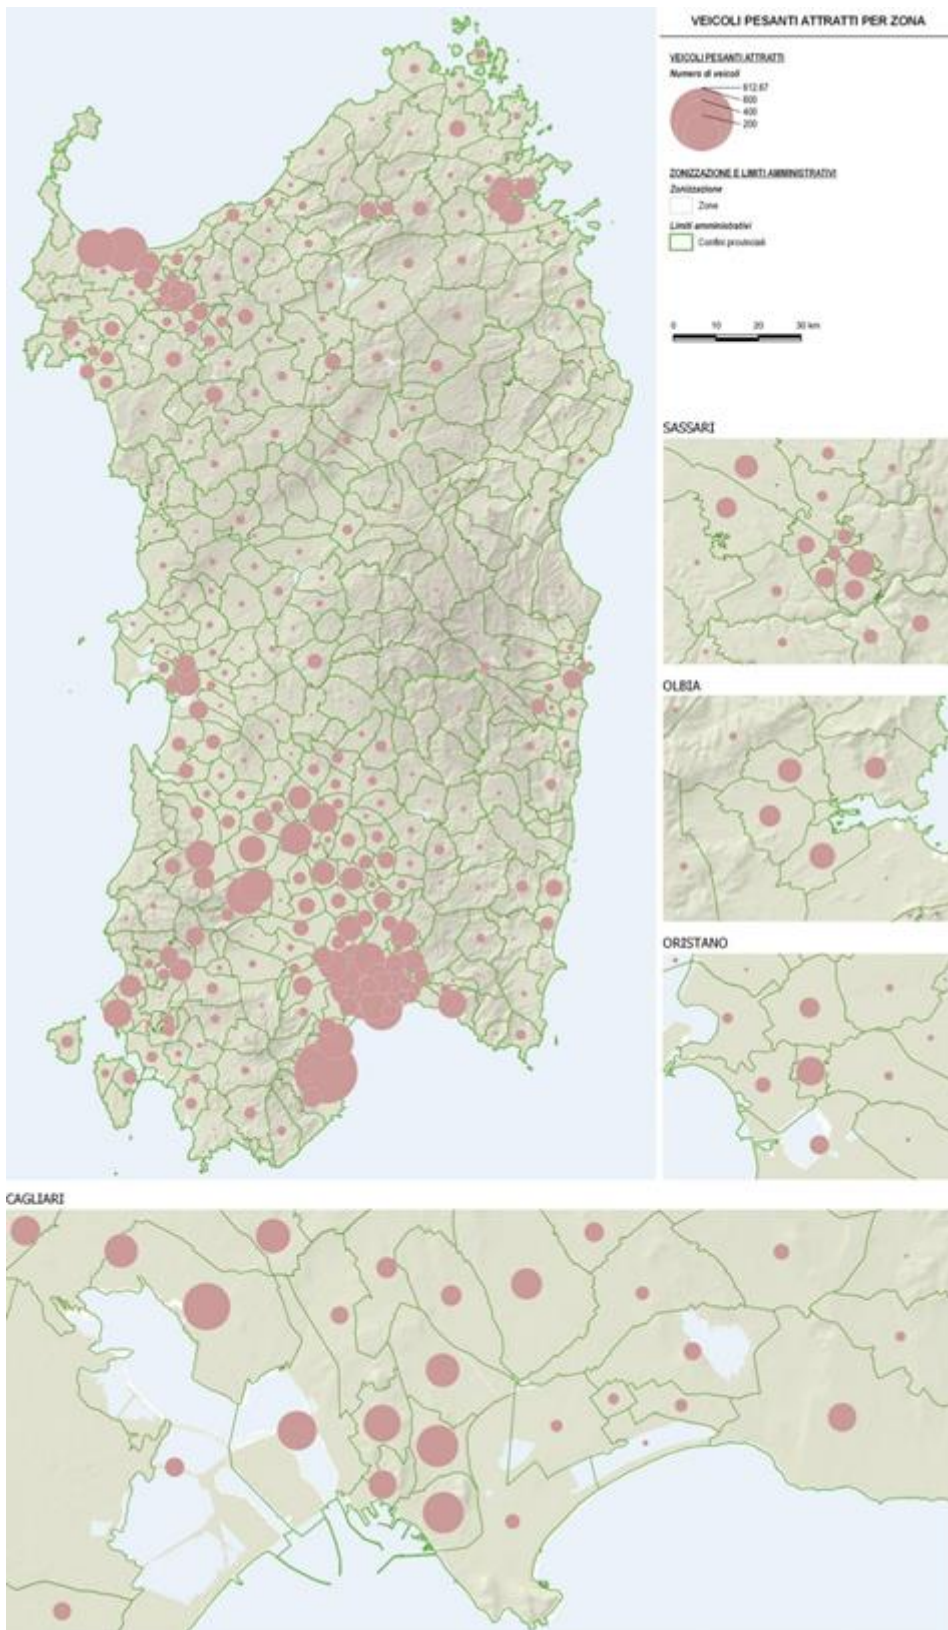 VEICOLI PESANTI ATTRATTI PER ZONA
VEICOLI PESANTI ATTRATTI
Numero di veicoli
612.67
600
400
200
ZONIZZAZIONE E LIMITI AMMINISTRATIVI
Zonizzazione
Zone
Limiti amministrativi
Confini provinciali
0 10 20 30 km
SASSARI
OLBIA
ORISTANO
CAGLIARI